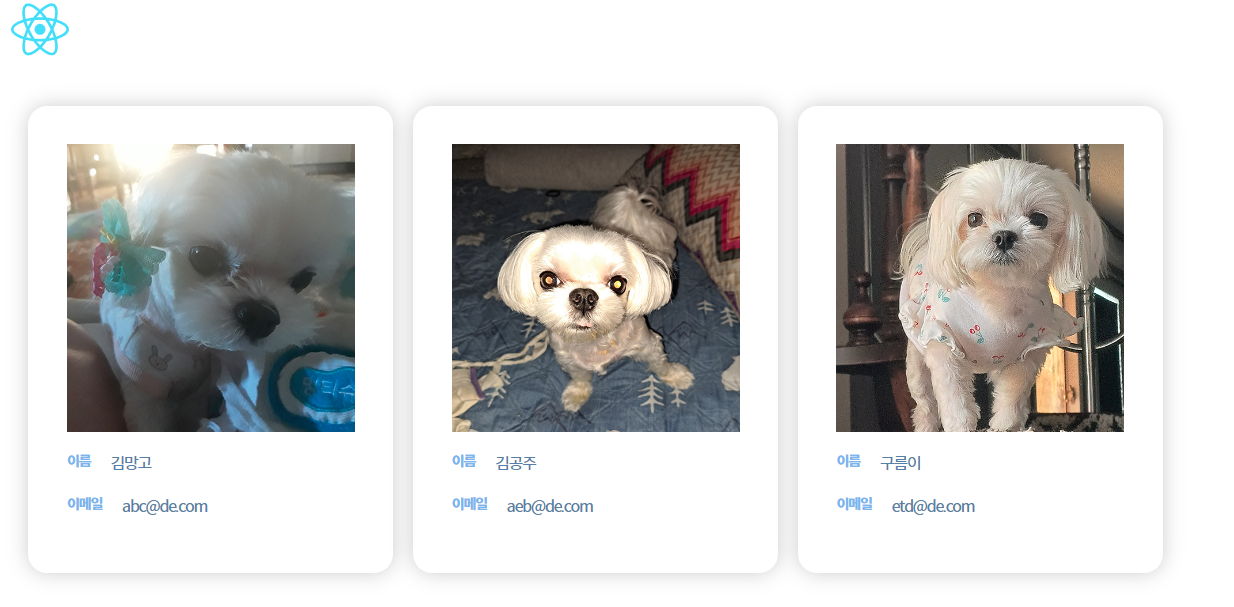 이름 김망고
이메일 abc@de.com
이름 김공주
이메일 aeb@de.com
이름 구름이
이메일 etd@de.com